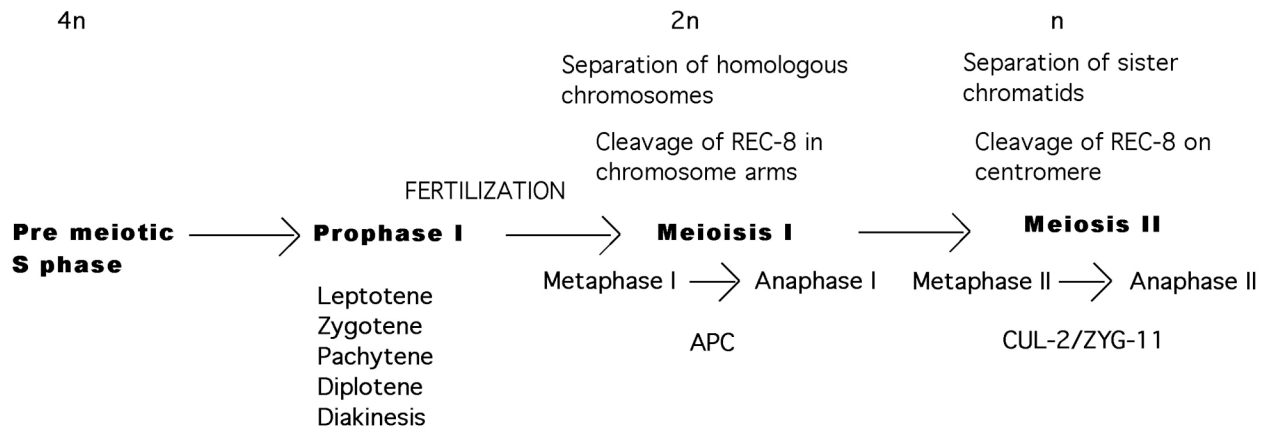 4n
2n
n
Separation of homologous
chromosomes
Separation of sister
chromatids
Cleavage of REC-8 in
chromosome arms
Cleavage of REC-8 on
centromere
FERTILIZATION
Pre meiotic
S phase
Prophase I
Meioisis I
Meiosis II
Leptotene
Zygotene
Pachytene
Diplotene
Diakinesis
Metaphase I
Anaphase I
Metaphase II
Anaphase II
APC
CUL-2/ZYG-11